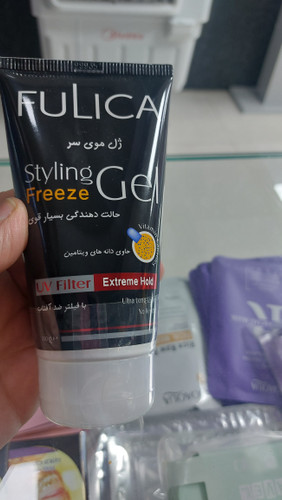 FULICA
ژل موی سر
Styling
Freeze
Gel
حالت دهندگی بسیار قوی
حاوی دانه های ویتامین
UV Filter
Extreme Hold
با فیلتر ضد آفتاب